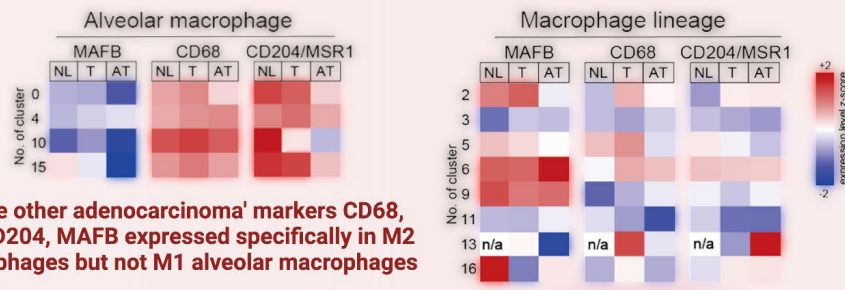 Alveolar macrophage
MAFB CD68 CD204/MSR1
NL T AT NL T AT NL T AT
No. of cluster
0
4
10
15
e other adenocarcinoma' markers CD68,
D204, MAFB expressed specifically in M2
phages but not M1 alveolar macrophages
Macrophage lineage
MAFB CD68 CD204/MSR1
NL T AT NL T AT NL T AT
No. of cluster
2
3
5
6
9
11
13 n/a n/a n/a
16
+2
expression level z-score
-2